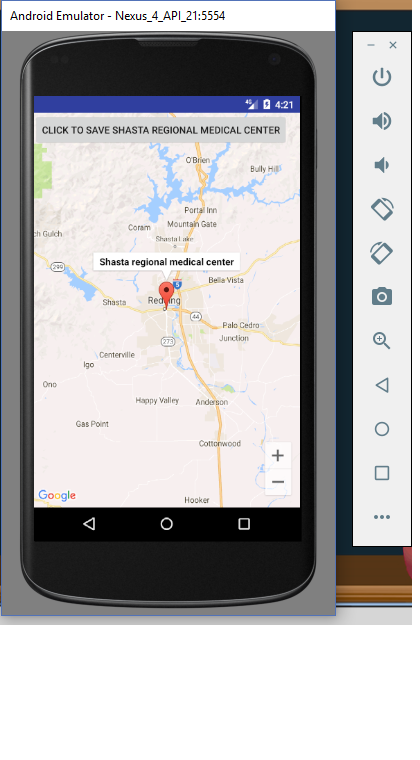 Android Emulator - Nexus_4_API_21:5554
4G 4:21
CLICK TO SAVE SHASTA REGIONAL MEDICAL CENTER
O'Brien
Bully Hill
Portal Inn
Coram
Mountain Gate
ch Gulch
Shasta Lake
Shasta regional medical center
299
Bella Vista
5
Shasta
Redding
44
Palo Cedro
Junction
273
Centerville
Igo
Ono
Happy Valley
Anderson
Gas Point
Cottonwood
Google
Hooker